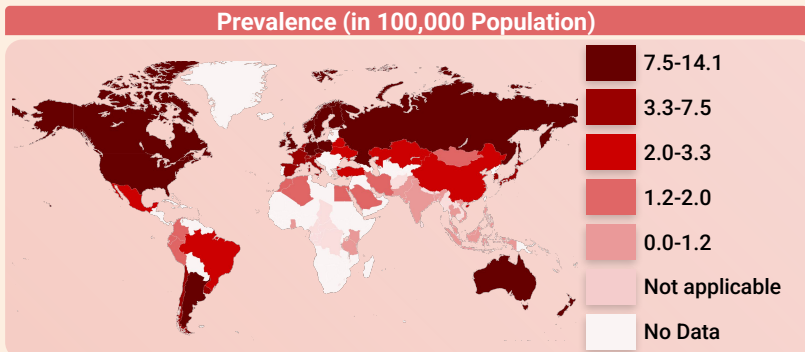 Prevalence (in 100,000 Population)
7.5-14.1
3.3-7.5
2.0-3.3
1.2-2.0
0.0-1.2
Not applicable
No Data